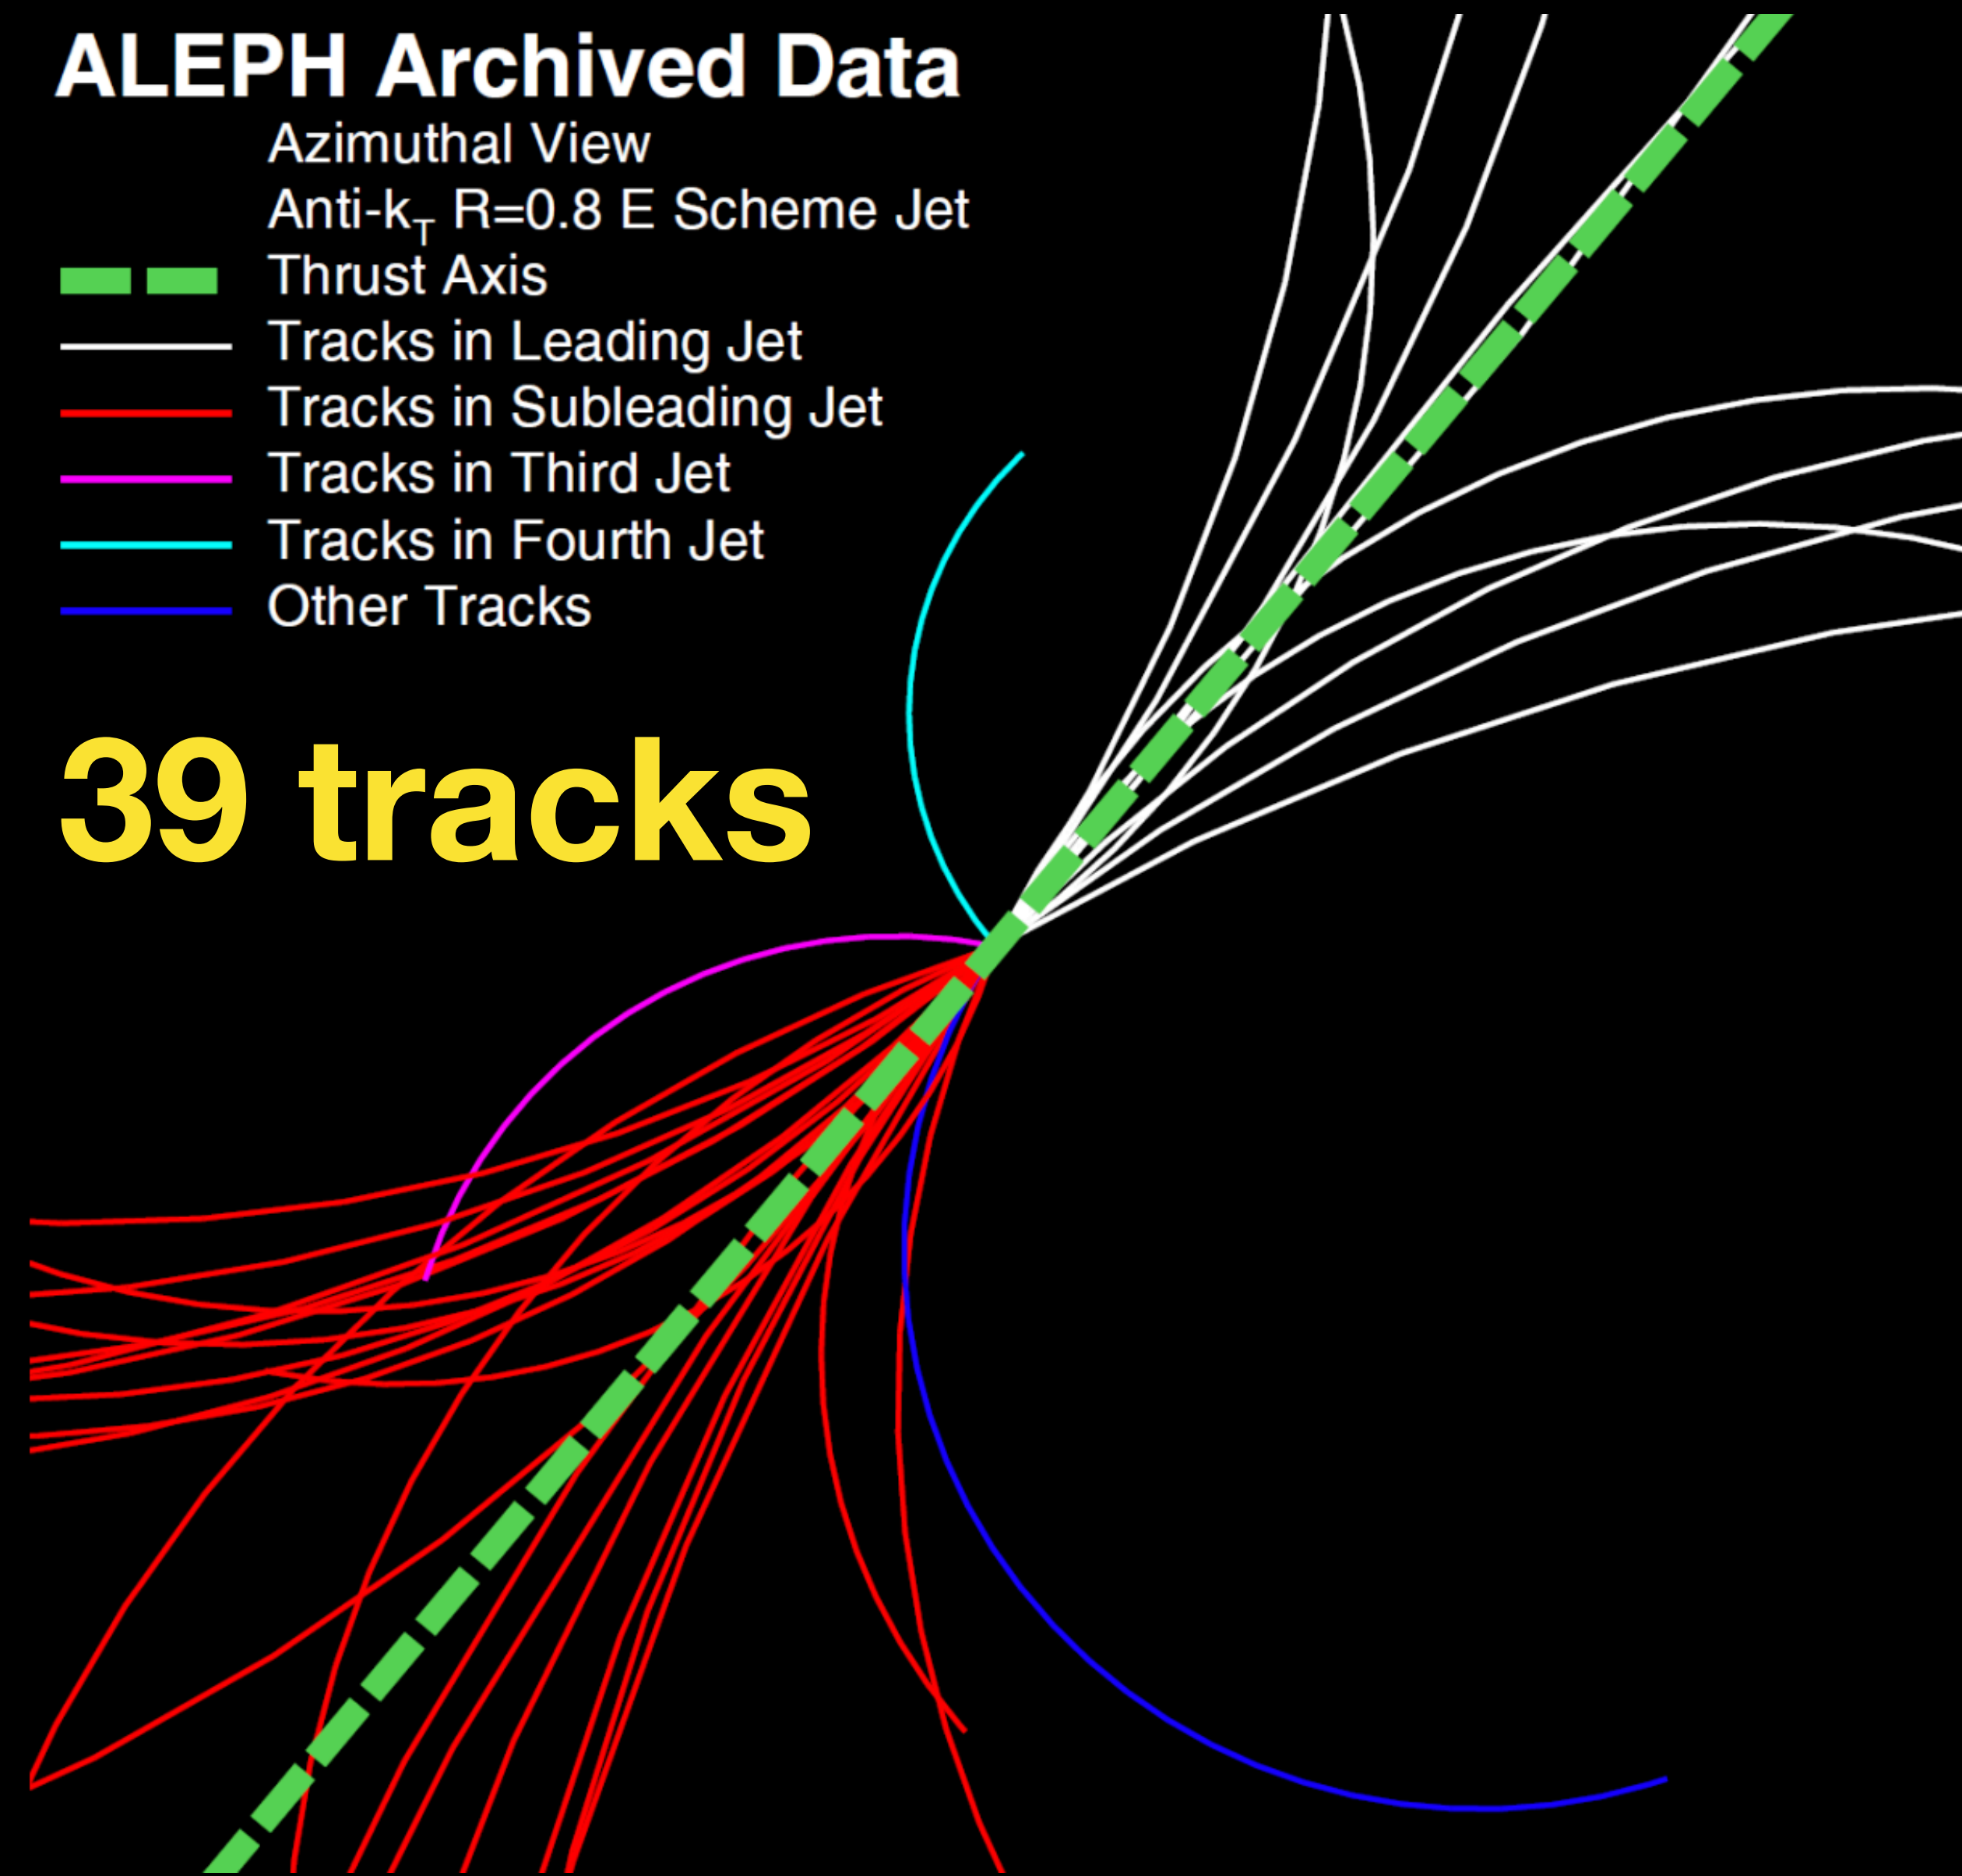 ALEPH Archived Data
Azimuthal View
Anti-kT R=0.8 E Scheme Jet
Thrust Axis
Tracks in Leading Jet
Tracks in Subleading Jet
Tracks in Third Jet
Tracks in Fourth Jet
Other Tracks
39 tracks